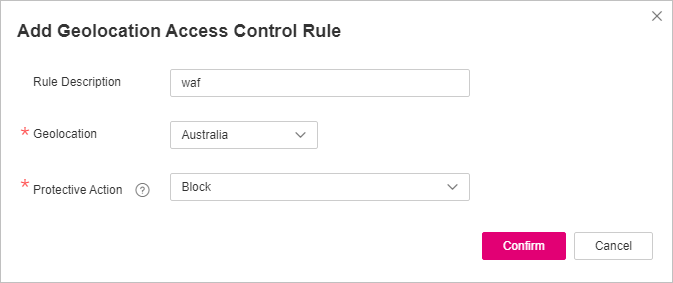 Add Geolocation Access Control Rule
Rule Description waf
* Geolocation Australia
* Protective Action ? Block
Confirm Cancel